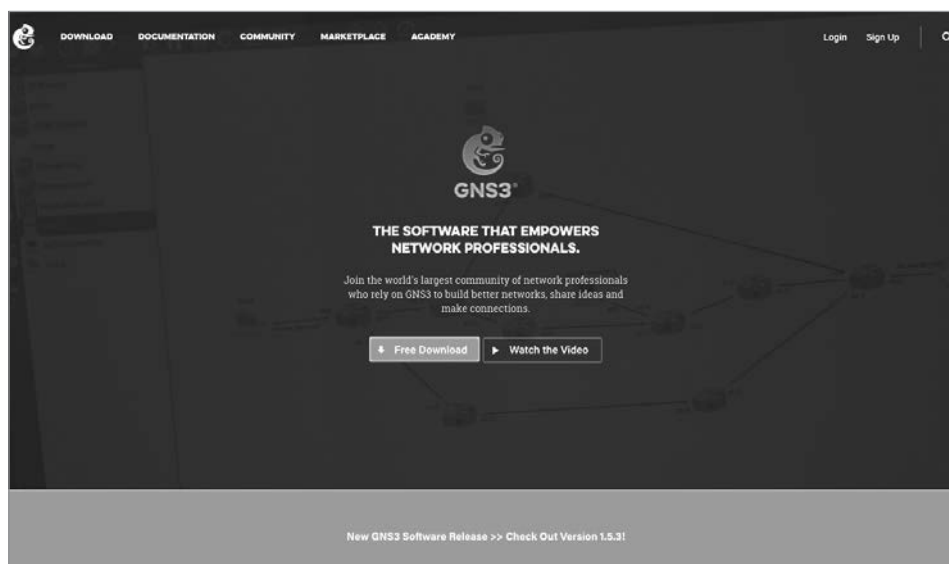 DOWNLOAD DOCUMENTATION COMMUNITY MARKETPLACE ACADEMY Login Sign Up
GNS3®
THE SOFTWARE THAT EMPOWERS
NETWORK PROFESSIONALS.
Join the world's largest community of network professionals
who rely on GNS3 to build better networks, share ideas and
make connections.
Free Download Watch the Video
New GNS3 Software Release >> Check Out Version 1.5.3!